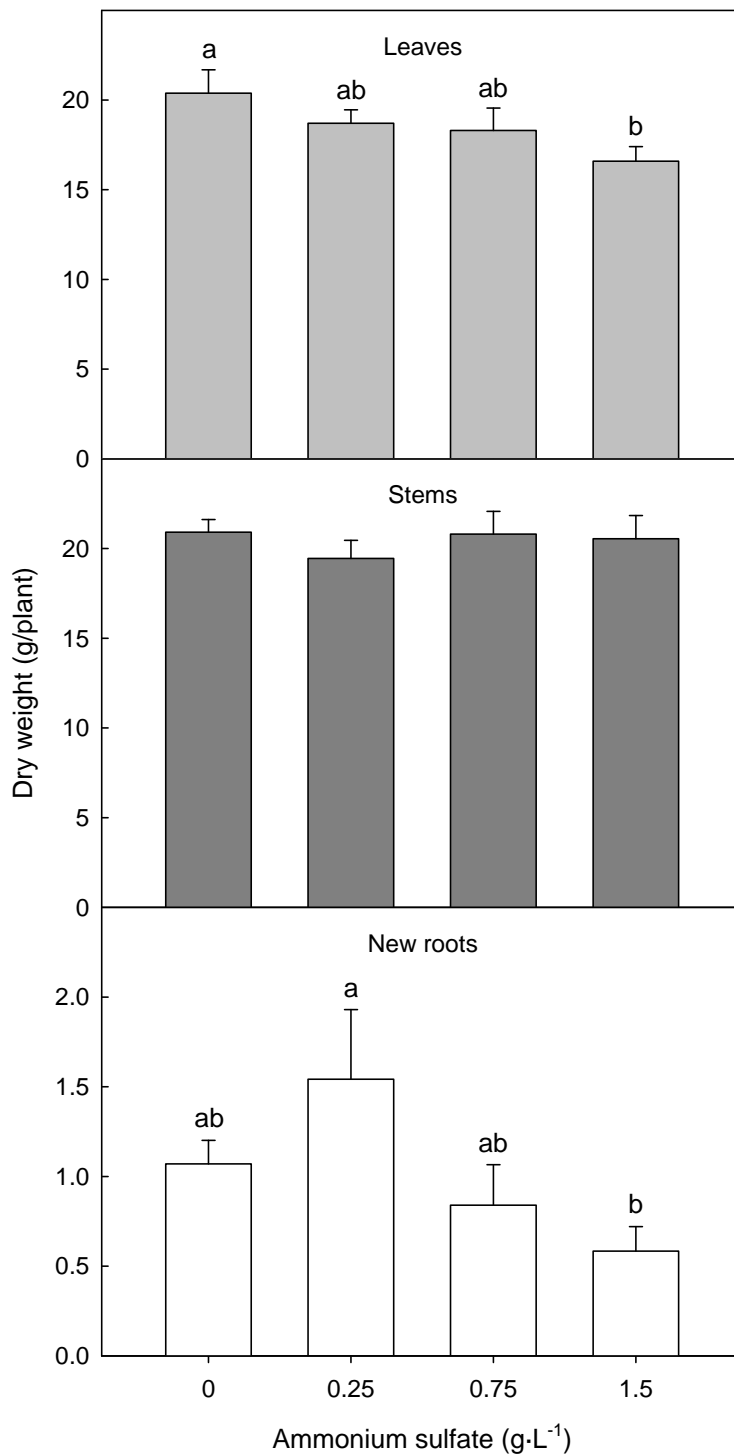 Leaves
a
ab
ab
b
20
15
10
5
0
Stems
20
15
10
5
0
Dry weight (g/plant)
New roots
a
ab
ab
b
2.0
1.5
1.0
0.5
0.0
0 0.25 0.75 1.5
Ammonium sulfate (g·L⁻¹)